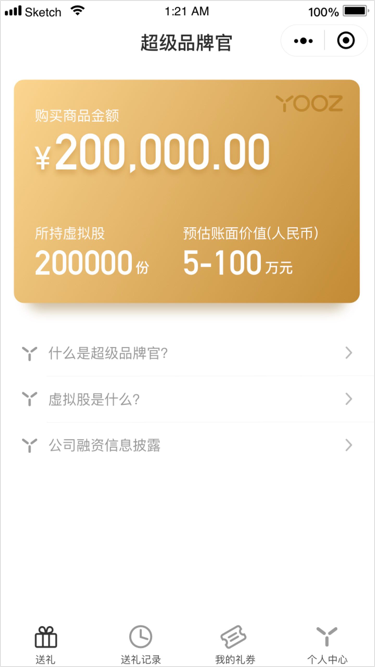 Sketch 1:21 AM 100%
超级品牌官
YOOZ
购买商品金额
¥200,000.00
所持虚拟股 预估账面价值(人民币)
200000份 5-100万元
什么是超级品牌官?
虚拟股是什么?
公司融资信息披露
送礼 送礼记录 我的礼券 个人中心